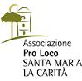 Associazione
Pro Loco
SANTA MARIA
LA CARITÀ